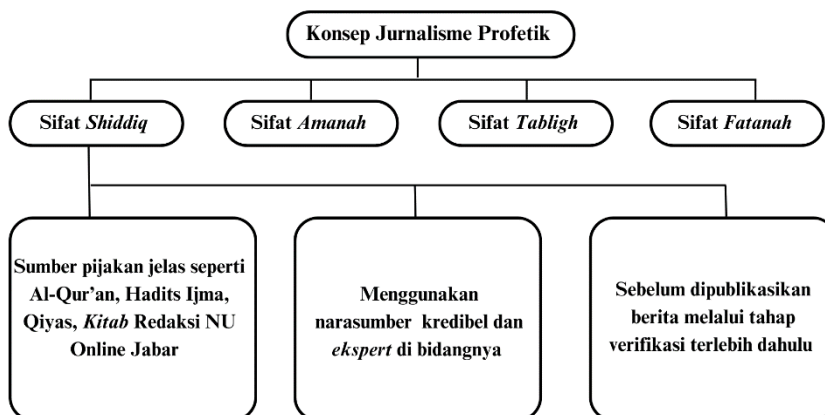 Konsep Jurnalisme Profetik
Sifat Shiddiq
Sifat Amanah
Sifat Tabligh
Sifat Fatanah
Sumber pijakan jelas seperti
Al-Qur’an, Hadits Ijma,
Qiyas, Kitab Redaksi NU
Online Jabar
Menggunakan
narasumber kredibel dan
ekspert di bidangnya
Sebelum dipublikasikan
berita melalui tahap
verifikasi terlebih dahulu